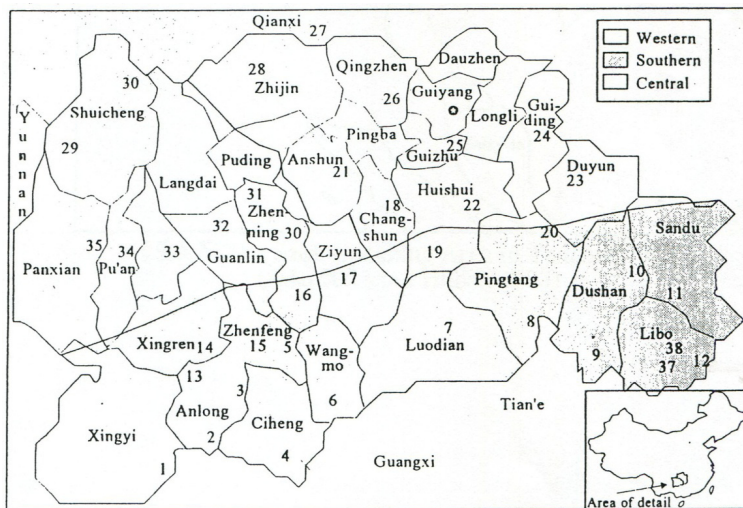 Qianxi 27
Western
Southern
Central
30
Shuicheng
29
28
Zhijin
Qingzhen
26
Dauzhen
Guiyang
Longli
Gui-
ding
24
Yunnan
Langdai
Puding
31
Anshun
21
Pingba
Guizhu
25
Duyun
23
Zhen-
ning
30
18
Chang-
shun
Huishui
22
Panxian
35
34
Pu'an
33
32
Guanlin
Ziyun
17
19
20
Sandu
11
16
Pingtang
8
Dushan
10
9
Xingren
14
Zhenfeng
15
5
Wang-
mo
6
7
Luodian
Libo
38
37
12
13
Anlong
2
3
Ciheng
4
Xingyi
1
Tian'e
Guangxi
Area of detail